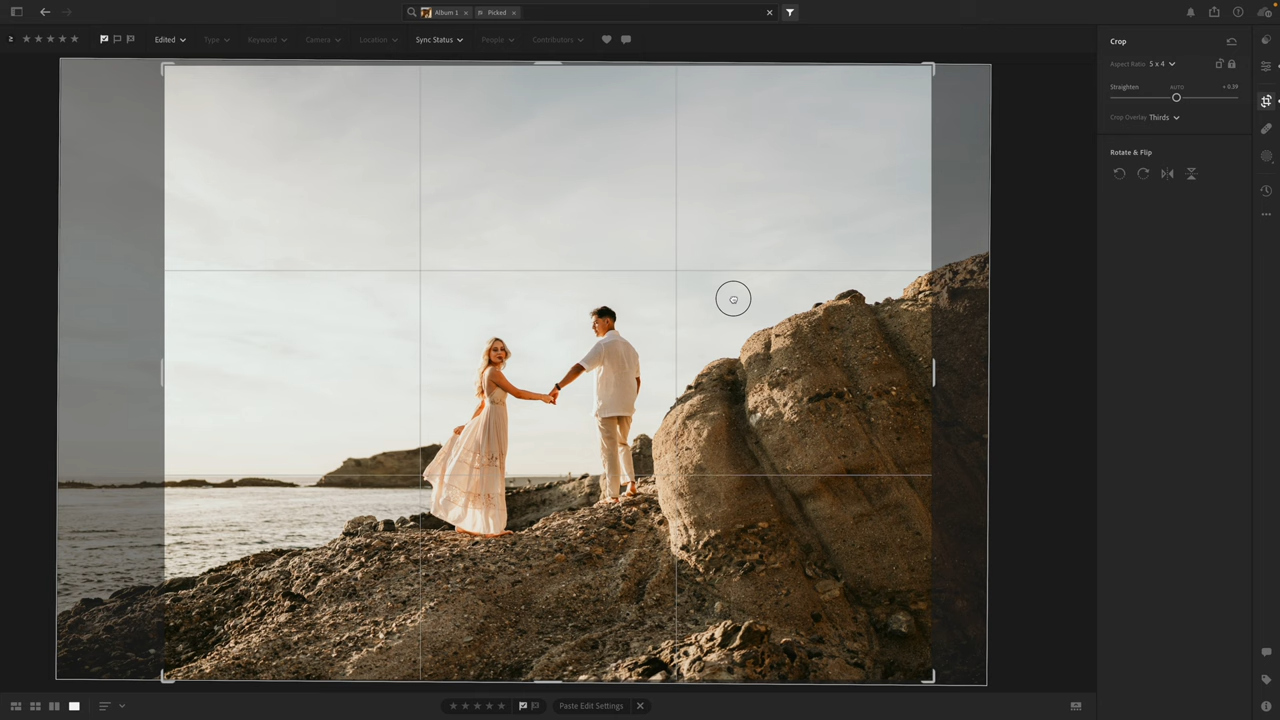 Album 1 Picked
≥ Edited Type Keyword Camera Location Sync Status People Contributors
Crop
Aspect Ratio 5 x 4
Straighten AUTO + 0.39
Crop Overlay Thirds
Rotate & Flip
Paste Edit Settings